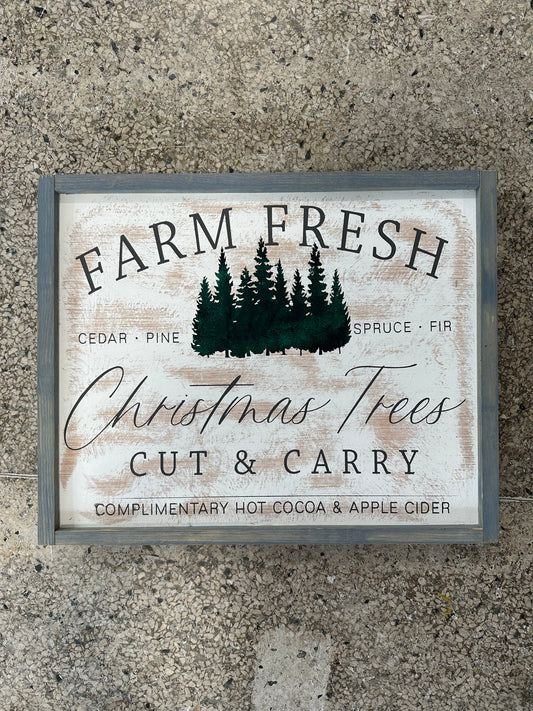 FARM FRESH
CEDAR · PINE
SPRUCE · FIR
Christmas Trees
CUT & CARRY
COMPLIMENTARY HOT COCOA & APPLE CIDER